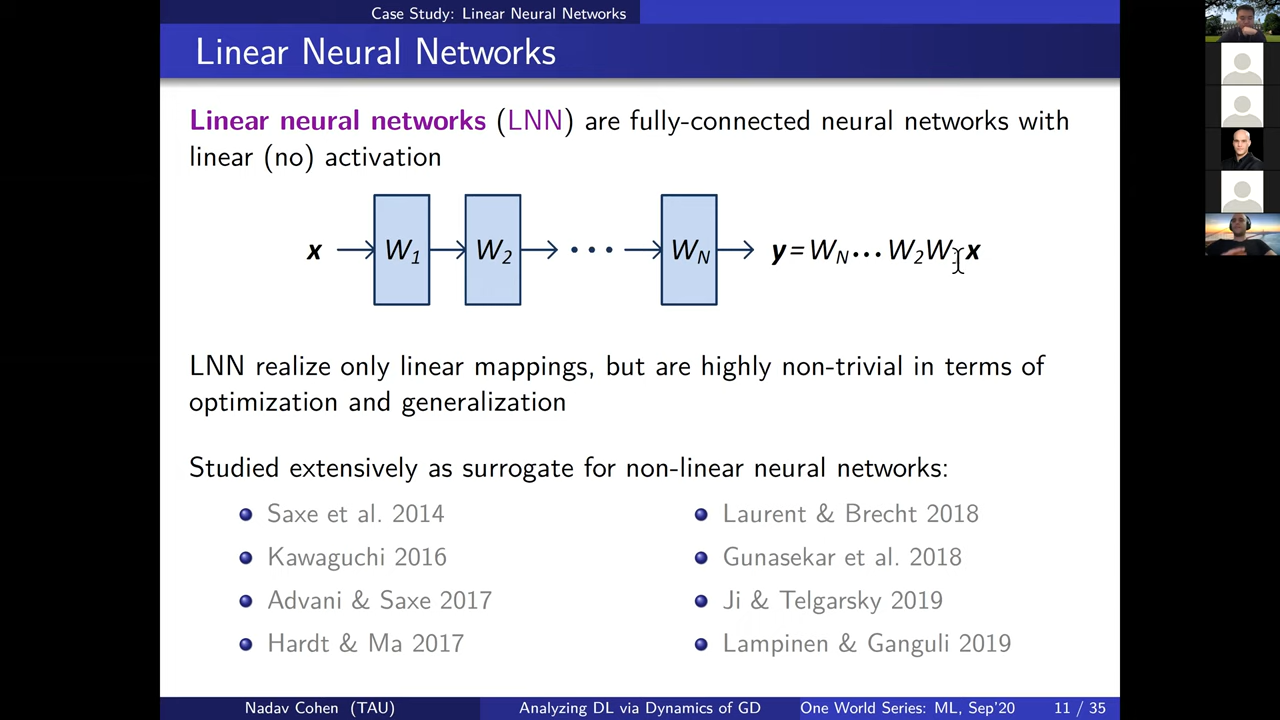 Case Study: Linear Neural Networks
Linear Neural Networks
Linear neural networks (LNN) are fully-connected neural networks with
linear (no) activation
x W1 W2 ••• WN y = WN ••• W2W x
LNN realize only linear mappings, but are highly non-trivial in terms of
optimization and generalization
Studied extensively as surrogate for non-linear neural networks:
Saxe et al. 2014
Kawaguchi 2016
Advani & Saxe 2017
Hardt & Ma 2017
Laurent & Brecht 2018
Gunasekar et al. 2018
Ji & Telgarsky 2019
Lampinen & Ganguli 2019
Nadav Cohen (TAU) Analyzing DL via Dynamics of GD One World Series: ML, Sep'20 11 / 35